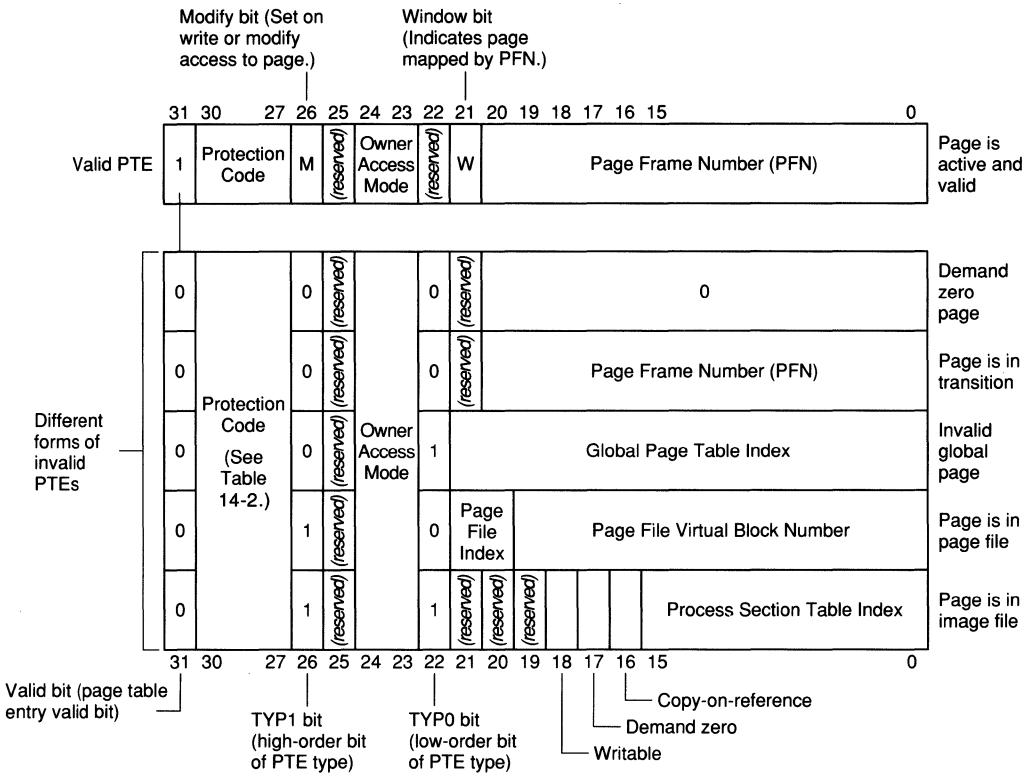 Modify bit (Set on
write or modify
access to page.)
Window bit
(Indicates page
mapped by PFN.)
31 30 27 26 25 24 23 22 21 20 19 18 17 16 15 0
Valid PTE
1
Protection
Code
M
(reserved)
Owner
Access
Mode
(reserved)
W
Page Frame Number (PFN)
Page is
active and
valid
Different
forms of
invalid
PTEs
Protection
Code
(See
Table
14-2.)
Owner
Access
Mode
0 0 (reserved) 0 (reserved) 0
Demand
zero
page
0 0 (reserved) 0 (reserved) Page Frame Number (PFN)
Page is in
transition
0 0 (reserved) 1 Global Page Table Index
Invalid
global
page
0 1 (reserved) 0
Page
File
Index
Page File Virtual Block Number
Page is in
page file
0 1 (reserved) 1 (reserved) (reserved) (reserved) Process Section Table Index
Page is in
image file
31 30 27 26 25 24 23 22 21 20 19 18 17 16 15 0
Valid bit (page table
entry valid bit)
TYP1 bit
(high-order bit
of PTE type)
TYP0 bit
(low-order bit
of PTE type)
Copy-on-reference
Demand zero
Writable